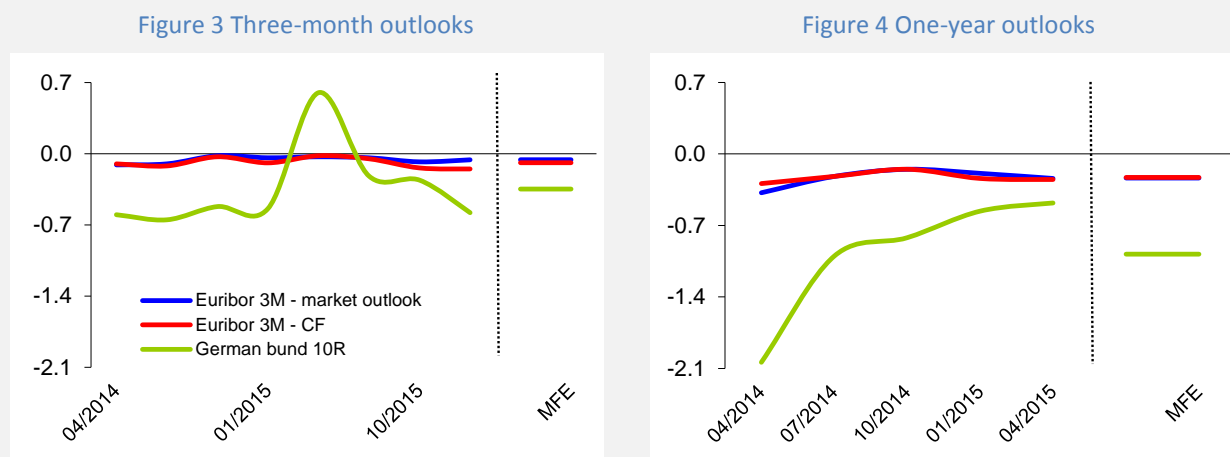 Figure 3 Three-month outlooks
0.7
0.0
-0.7
-1.4
-2.1
Euribor 3M - market outlook
Euribor 3M - CF
German bund 10R
04/2014
01/2015
10/2015
MFE
Figure 4 One-year outlooks
0.7
0.0
-0.7
-1.4
-2.1
04/2014
07/2014
10/2014
01/2015
04/2015
MFE